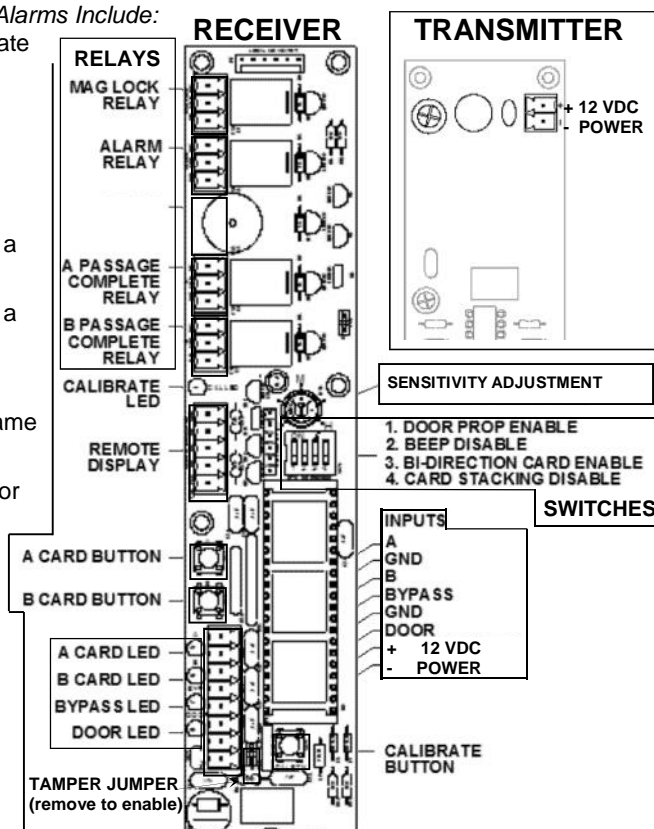 Alarms Include:
ate
a
a
ame
or
RECEIVER
TRANSMITTER
RELAYS
MAG LOCK
RELAY
ALARM
RELAY
A PASSAGE
COMPLETE
RELAY
B PASSAGE
COMPLETE
RELAY
CALIBRATE
LED
REMOTE
DISPLAY
A CARD BUTTON
B CARD BUTTON
A CARD LED
B CARD LED
BYPASS LED
DOOR LED
TAMPER JUMPER
(remove to enable)
+ 12 VDC
- POWER
SENSITIVITY ADJUSTMENT
1. DOOR PROP ENABLE
2. BEEP DISABLE
3. BI-DIRECTION CARD ENABLE
4. CARD STACKING DISABLE
SWITCHES
INPUTS
A
GND
B
BYPASS
GND
DOOR
+ 12 VDC
- POWER
CALIBRATE
BUTTON